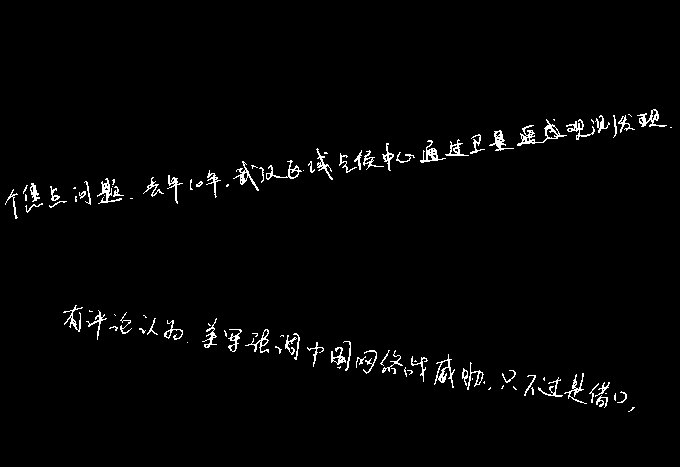 个焦点问题.去年10年,武汉区域气候中心通过卫星遥感观测发现.
有评论认为.美军强调中国网络战威胁,只不过是借口,